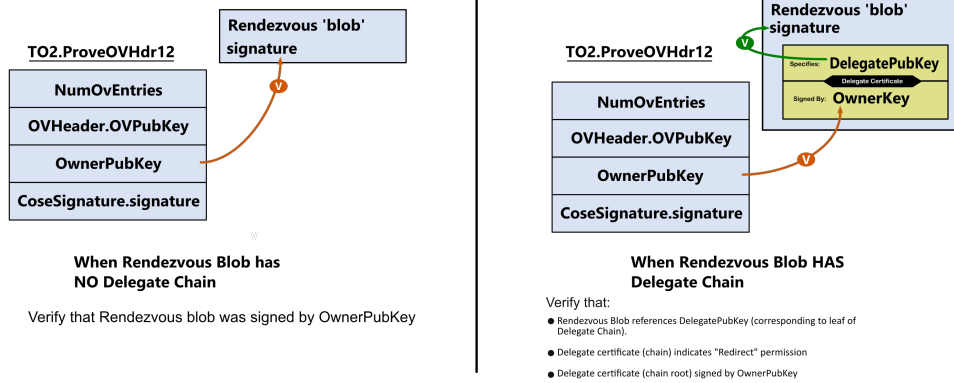 Rendezvous 'blob'
signature
TO2.ProveOVHdr12
V
NumOvEntries
OVHeader.OVPubKey
OwnerPubKey
CoseSignature.signature
V
When Rendezvous Blob has
NO Delegate Chain
Verify that Rendezvous blob was signed by OwnerPubKey
Rendezvous 'blob'
signature
V
TO2.ProveOVHdr12
Specifies: DelegatePubKey
Delegate Certificate
Signed By: OwnerKey
NumOvEntries
OVHeader.OVPubKey
V
OwnerPubKey
CoseSignature.signature
When Rendezvous Blob HAS
Delegate Chain
Verify that:
● Rendezvous Blob references DelegatePubKey (corresponding to leaf of
Delegate Chain).
● Delegate certificate (chain) indicates "Redirect" permission
● Delegate certificate (chain root) signed by OwnerPubKey